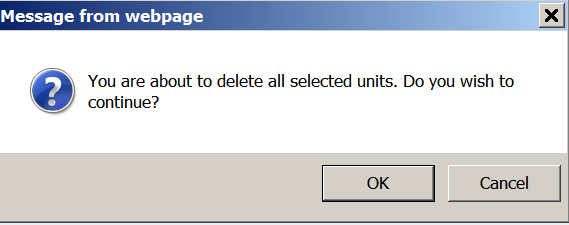 Message from webpage
You are about to delete all selected units. Do you wish to
continue?
OK
Cancel